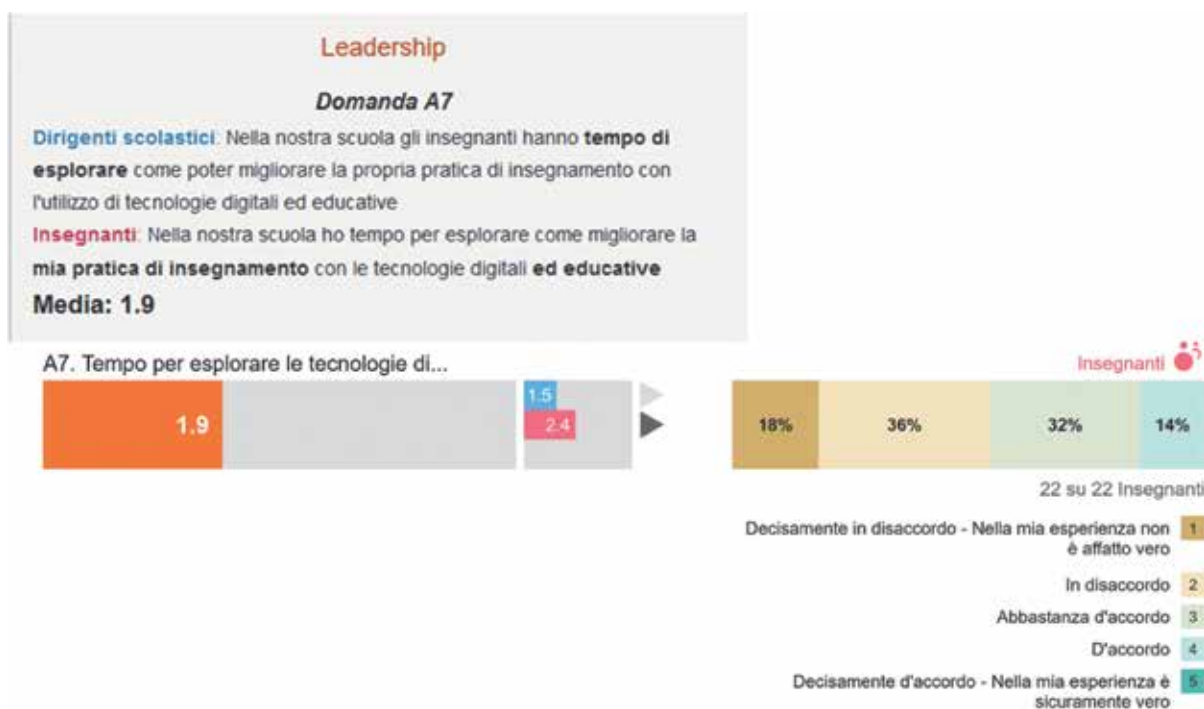 Leadership
Domanda A7
Dirigenti scolastici: Nella nostra scuola gli insegnanti hanno tempo di
esplorare come poter migliorare la propria pratica di insegnamento con
l'utilizzo di tecnologie digitali ed educative
Insegnanti: Nella nostra scuola ho tempo per esplorare come migliorare la
mia pratica di insegnamento con le tecnologie digitali ed educative
Media: 1.9
A7. Tempo per esplorare le tecnologie di...
Insegnanti
1.9
1.5
2.4
18%
36%
32%
14%
22 su 22 Insegnanti
Decisamente in disaccordo - Nella mia esperienza non 1
è affatto vero
In disaccordo 2
Abbastanza d'accordo 3
D'accordo 4
Decisamente d'accordo - Nella mia esperienza è 5
sicuramente vero